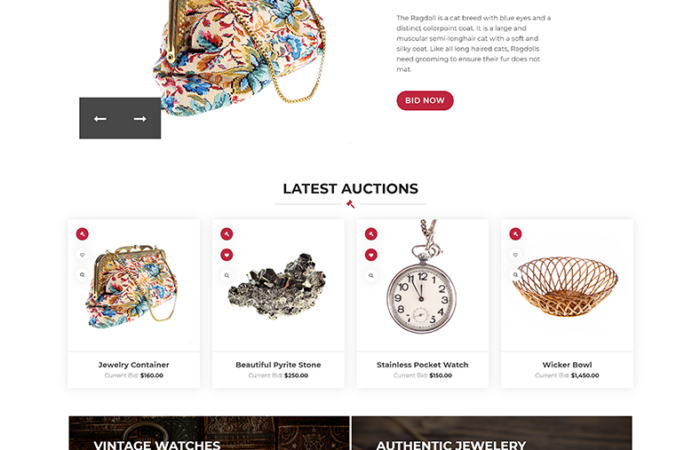 The Ragdoll is a cat breed with blue eyes and a
distinct colorpoint coat. It is a large and
muscular semi-longhair cat with a soft and
silky coat. Like all long haired cats, Ragdolls
need grooming to ensure their fur does not
mat.
BID NOW
LATEST AUCTIONS
Jewelry Container
Current Bid: $160.00
Beautiful Pyrite Stone
Current Bid: $250.00
Stainless Pocket Watch
Current Bid: $150.00
Wicker Bowl
Current Bid: $1,450.00
VINTAGE WATCHES
AUTHENTIC JEWELERY